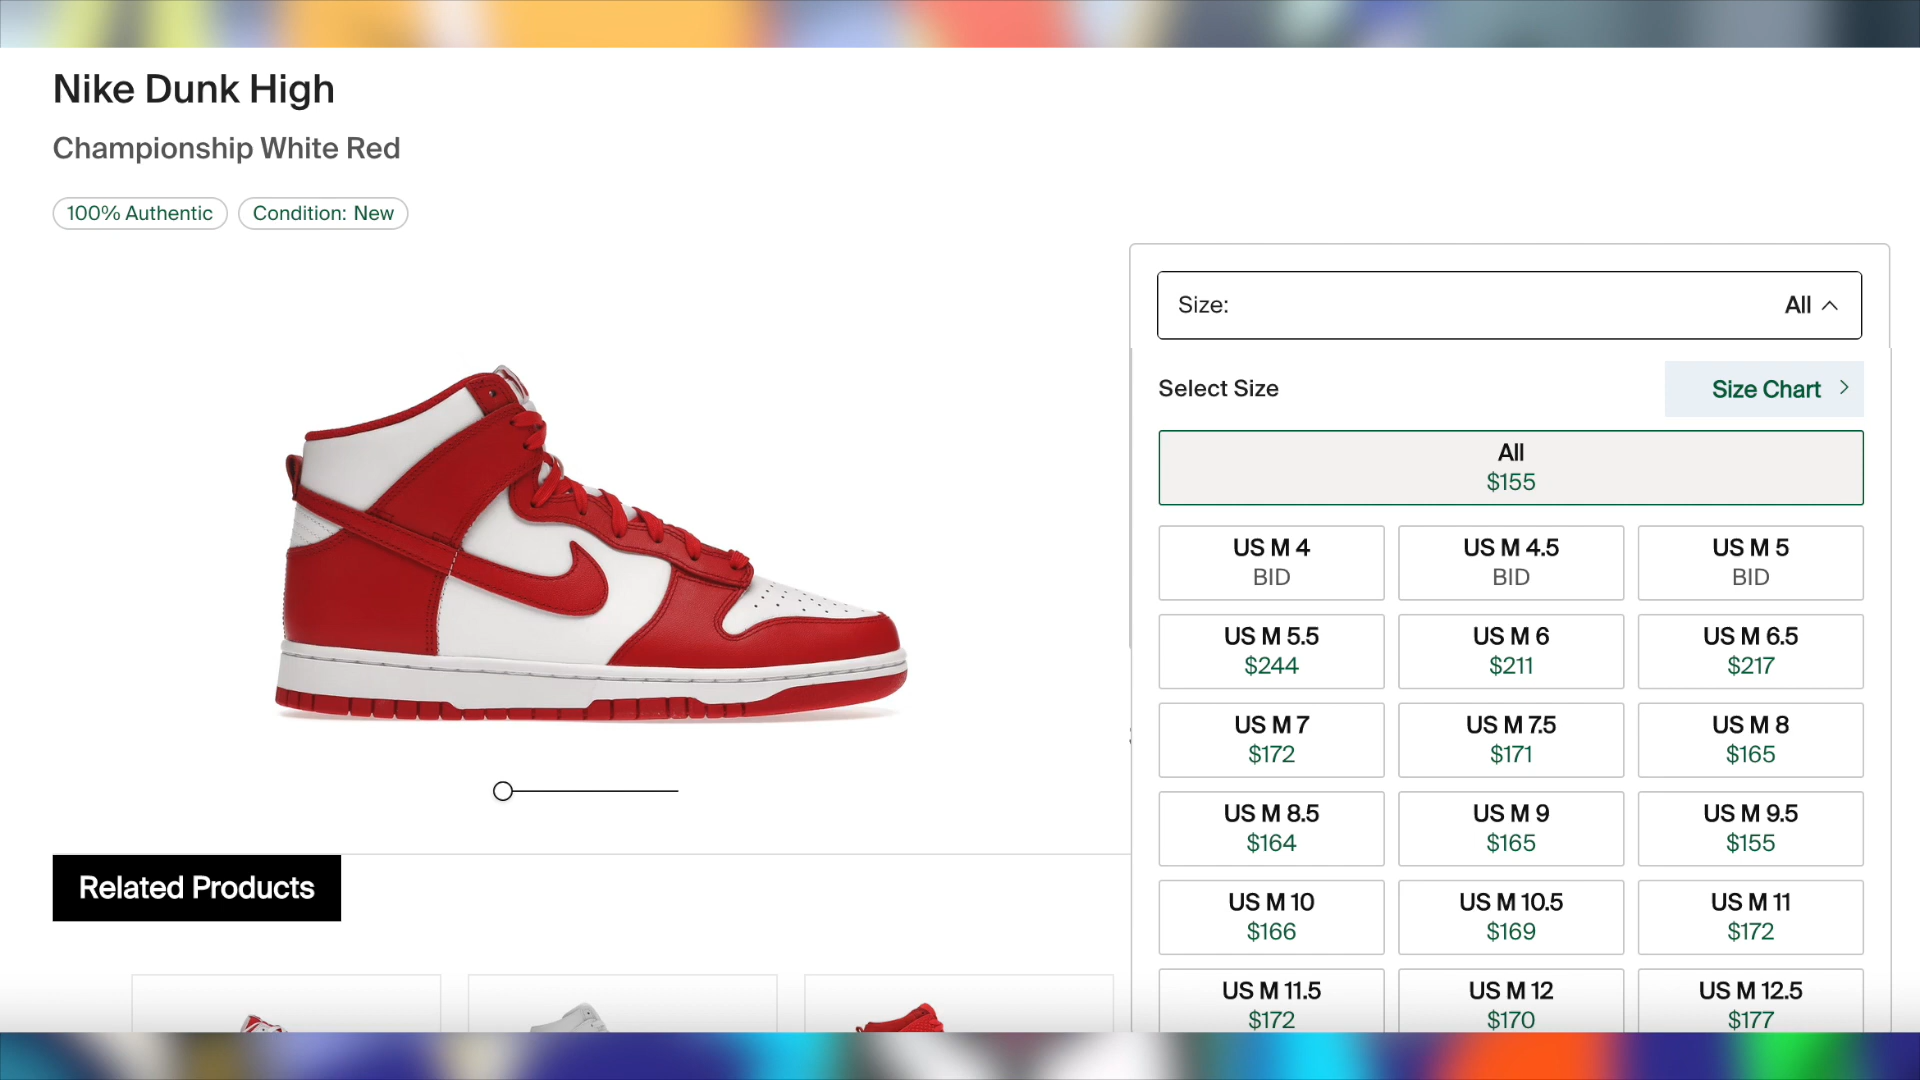 Nike Dunk High
Championship White Red
100% Authentic
Condition: New
Size:
All
Select Size
Size Chart
All
$155
US M 4
BID
US M 4.5
BID
US M 5
BID
US M 5.5
$244
US M 6
$211
US M 6.5
$217
US M 7
$172
US M 7.5
$171
US M 8
$165
US M 8.5
$164
US M 9
$165
US M 9.5
$155
US M 10
$166
US M 10.5
$169
US M 11
$172
US M 11.5
$172
US M 12
$170
US M 12.5
$177
Related Products